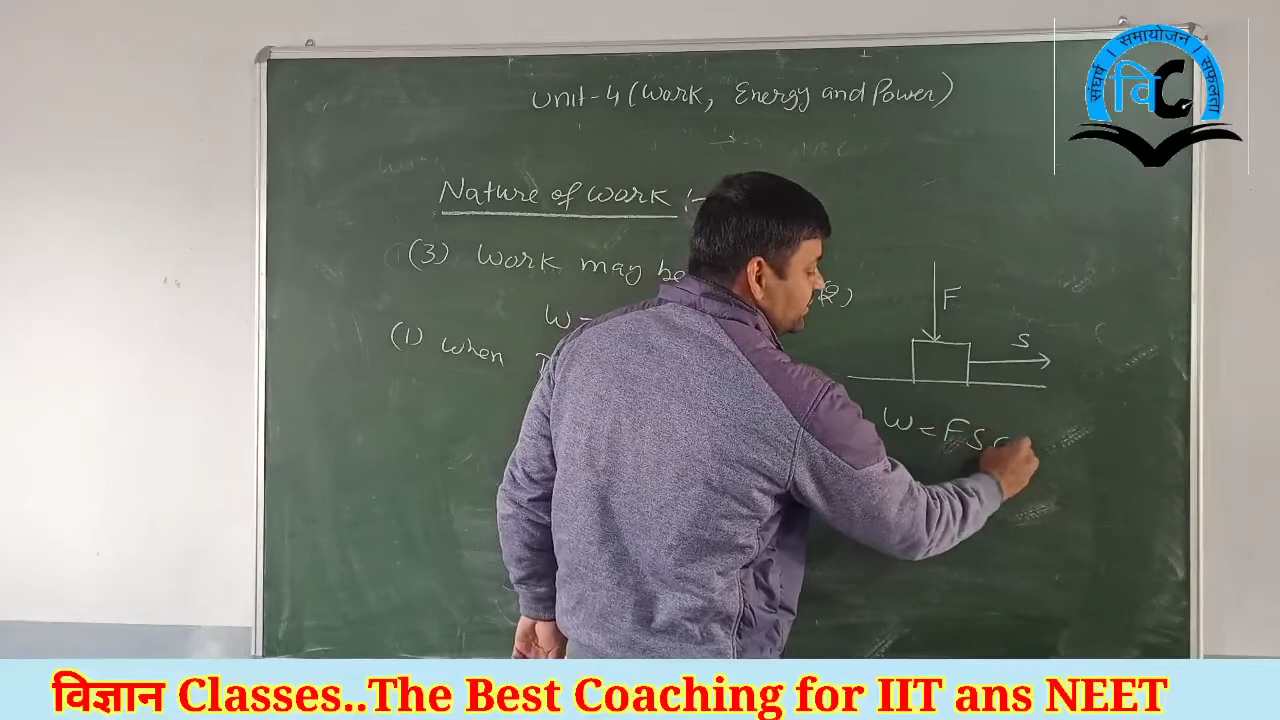 Unit-4 (Work, Energy and Power)
Nature of work :-
(3) Work may be
W =
(1) when
(2)
F
S
W = F S
संघर्ष । समायोजन । सफलता
वि C
विज्ञान Classes..The Best Coaching for IIT ans NEET